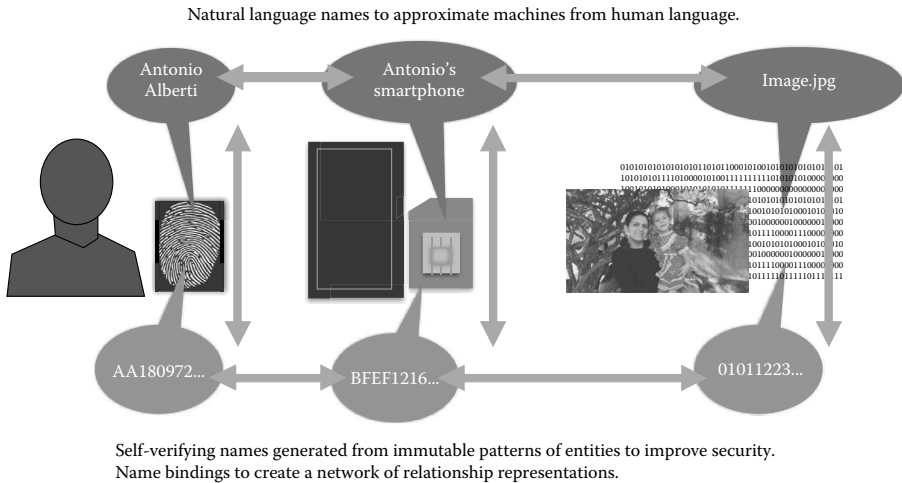 Natural language names to approximate machines from human language.
Antonio
Alberti
Antonio's
smartphone
Image.jpg
AA180972...
BFEF1216...
01011223...
Self-verifying names generated from immutable patterns of entities to improve security.
Name bindings to create a network of relationship representations.